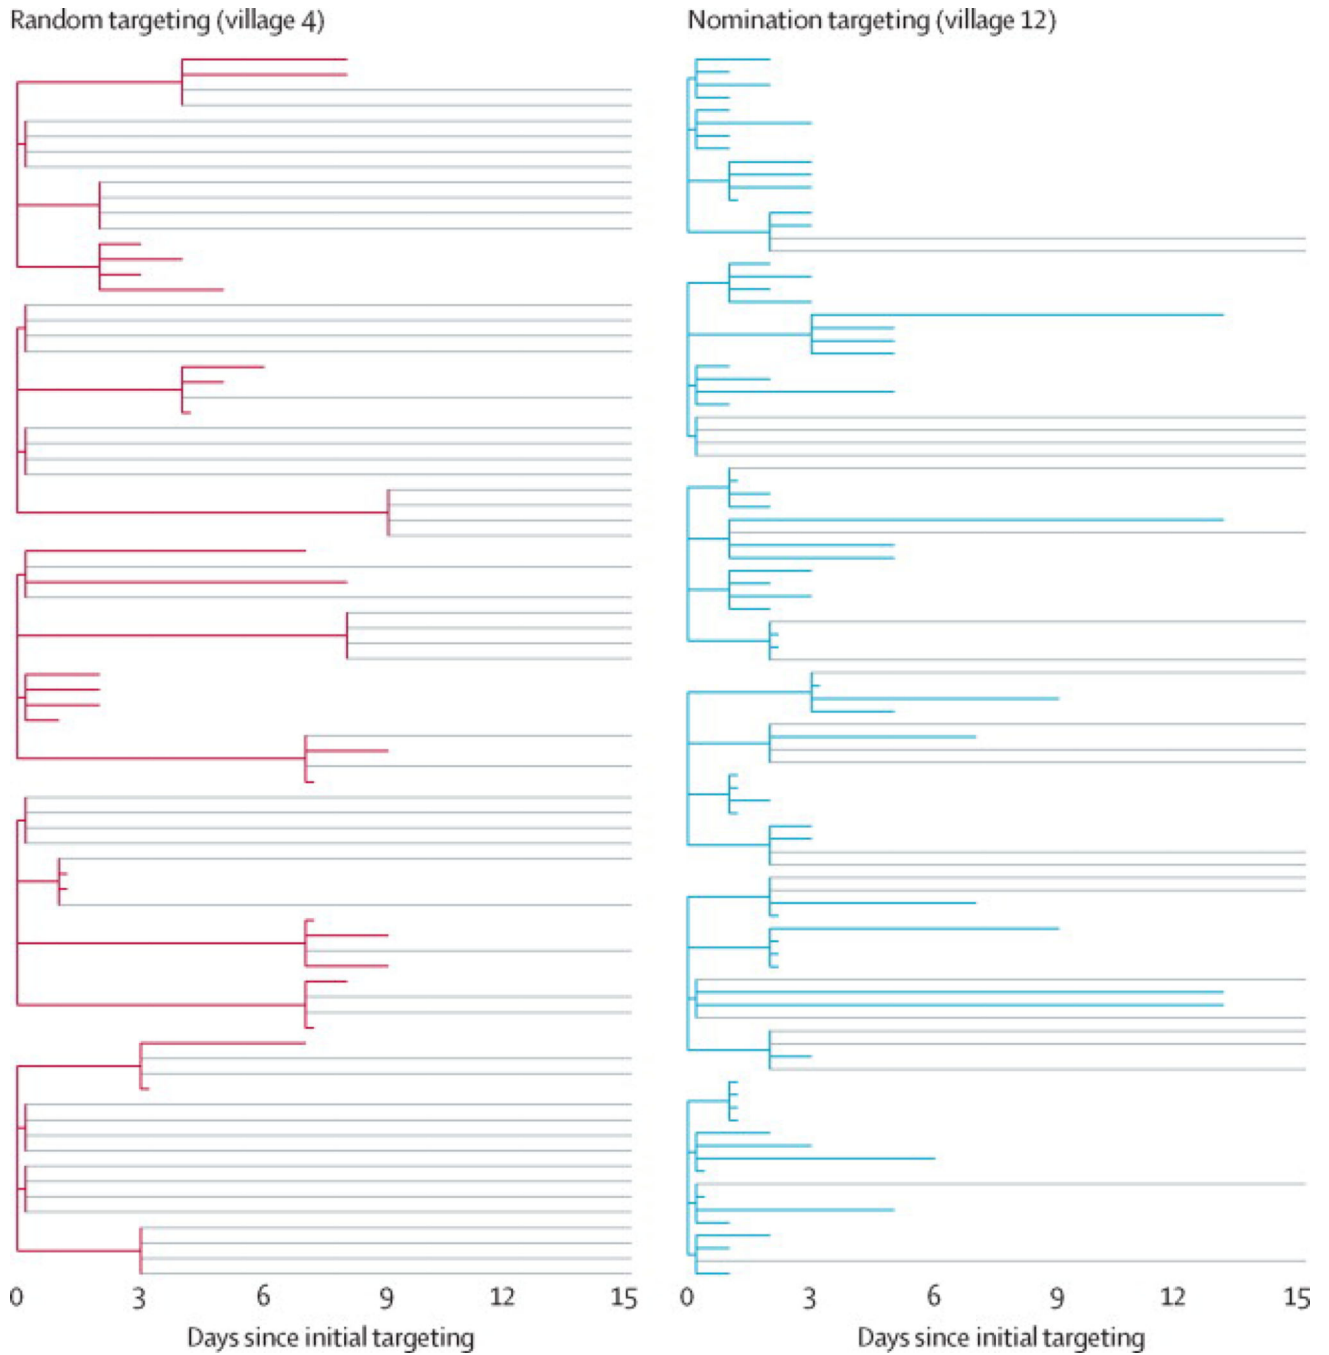 Random targeting (village 4)
Nomination targeting (village 12)
0 3 6 9 12 15
0 3 6 9 12 15
Days since initial targeting
Days since initial targeting